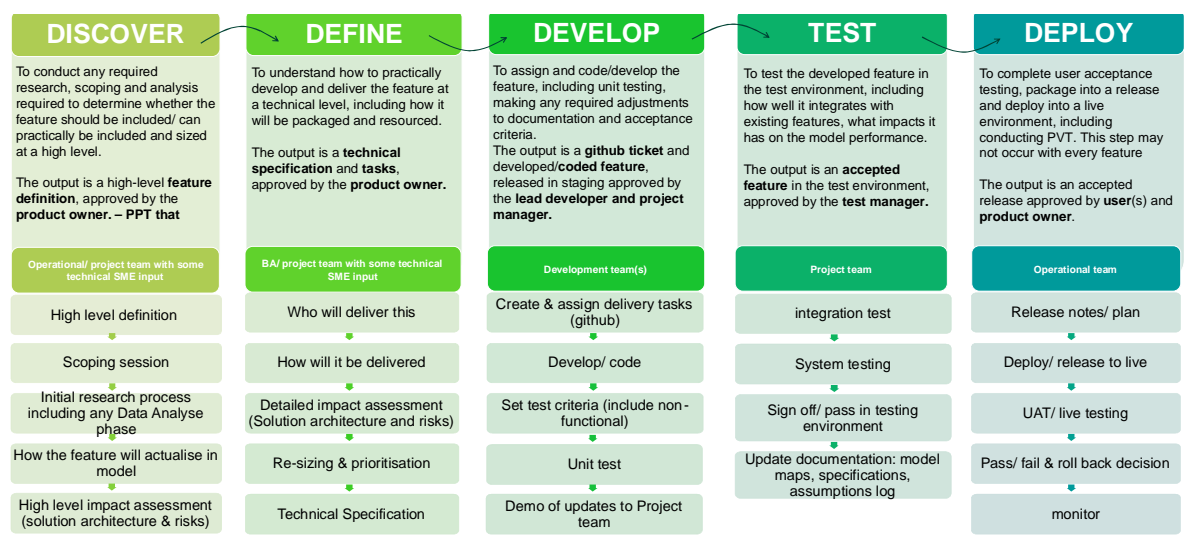 DISCOVER
To conduct any required
research, scoping and analysis
required to determine whether the
feature should be included/ can
practically be included and sized
at a high level.
The output is a high-level feature
definition, approved by the
product owner. – PPT that
Operational/ project team with some
technical SME input
High level definition
Scoping session
Initial research process
including any Data Analyse
phase
How the feature will actualise in
model
High level impact assessment
(solution architecture & risks)
DEFINE
To understand how to practically
develop and deliver the feature at
a technical level, including how it
will be packaged and resourced.
The output is a technical
specification and tasks,
approved by the product owner.
BA/ project team with some technical
SME input
Who will deliver this
How will it be delivered
Detailed impact assessment
(Solution architecture and risks)
Re-sizing & prioritisation
Technical Specification
DEVELOP
To assign and code/develop the
feature, including unit testing,
making any required adjustments
to documentation and acceptance
criteria.
The output is a github ticket and
developed/coded feature,
released in staging approved by
the lead developer and project
manager.
Development team(s)
Create & assign delivery tasks
(github)
Develop/ code
Set test criteria (include non-
functional)
Unit test
Demo of updates to Project
team
TEST
To test the developed feature in
the test environment, including
how well it integrates with
existing features, what impacts it
has on the model performance.
The output is an accepted
feature in the test environment,
approved by the test manager.
Project team
integration test
System testing
Sign off/ pass in testing
environment
Update documentation: model
maps, specifications,
assumptions log
DEPLOY
To complete user acceptance
testing, package into a release
and deploy into a live
environment, including
conducting PVT. This step may
not occur with every feature
The output is an accepted
release approved by user(s) and
product owner.
Operational team
Release notes/ plan
Deploy/ release to live
UAT/ live testing
Pass/ fail & roll back decision
monitor